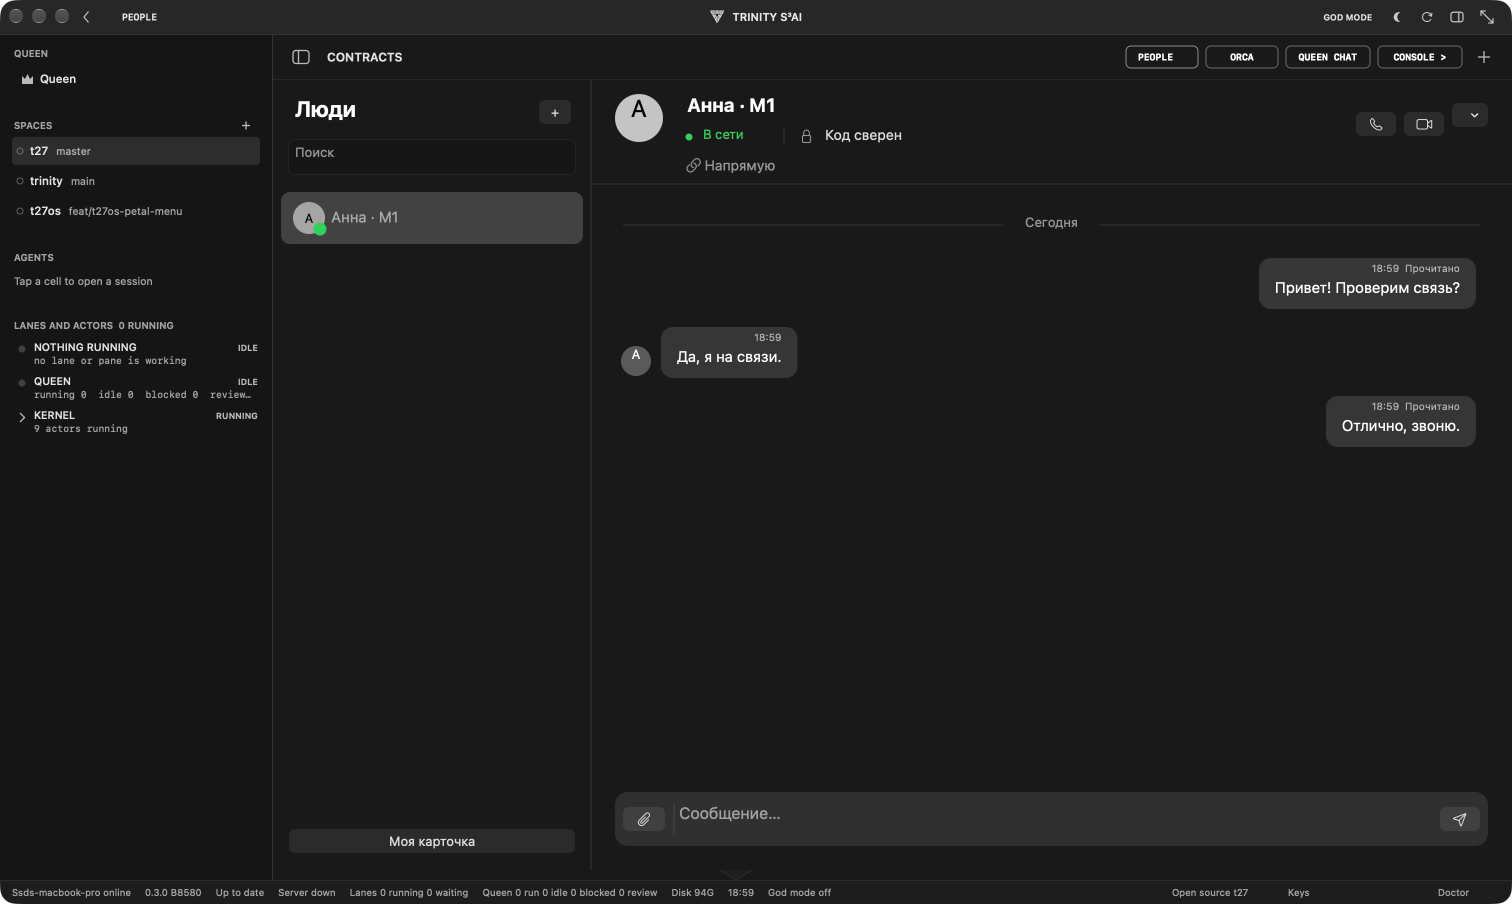 PEOPLE
TRINITY S³AI
GOD MODE
QUEEN
Queen
SPACES
t27 master
trinity main
t27os feat/t27os-petal-menu
AGENTS
Tap a cell to open a session
LANES AND ACTORS 0 RUNNING
NOTHING RUNNING IDLE
no lane or pane is working
QUEEN IDLE
running 0 idle 0 blocked 0 review…
KERNEL RUNNING
9 actors running
CONTRACTS
PEOPLE
ORCA
QUEEN CHAT
CONSOLE >
Люди
+
Поиск
А
Анна · M1
Моя карточка
А
Анна · M1
В сети
Код сверен
Напрямую
Сегодня
18:59 Прочитано
Привет! Проверим связь?
А
18:59
Да, я на связи.
18:59 Прочитано
Отлично, звоню.
Сообщение...
Ssds-macbook-pro online 0.3.0 B8580 Up to date Server down Lanes 0 running 0 waiting Queen 0 run 0 idle 0 blocked 0 review Disk 94G 18:59 God mode off Open source t27 Keys Doctor